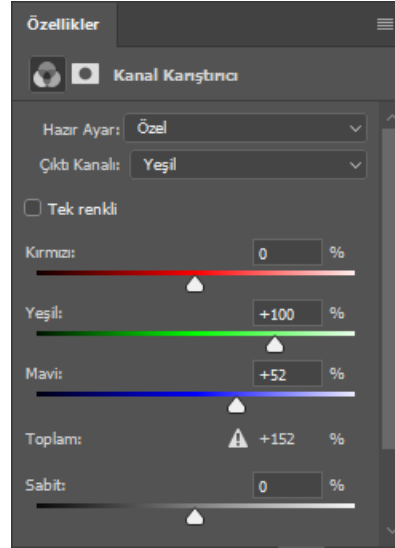 Özellikler
Kanal Karıştırıcı
Hazır Ayar: Özel
Çıktı Kanalı: Yeşil
Tek renkli
Kırmızı: 0 %
Yeşil: +100 %
Mavi: +52 %
Toplam: +152 %
Sabit: 0 %